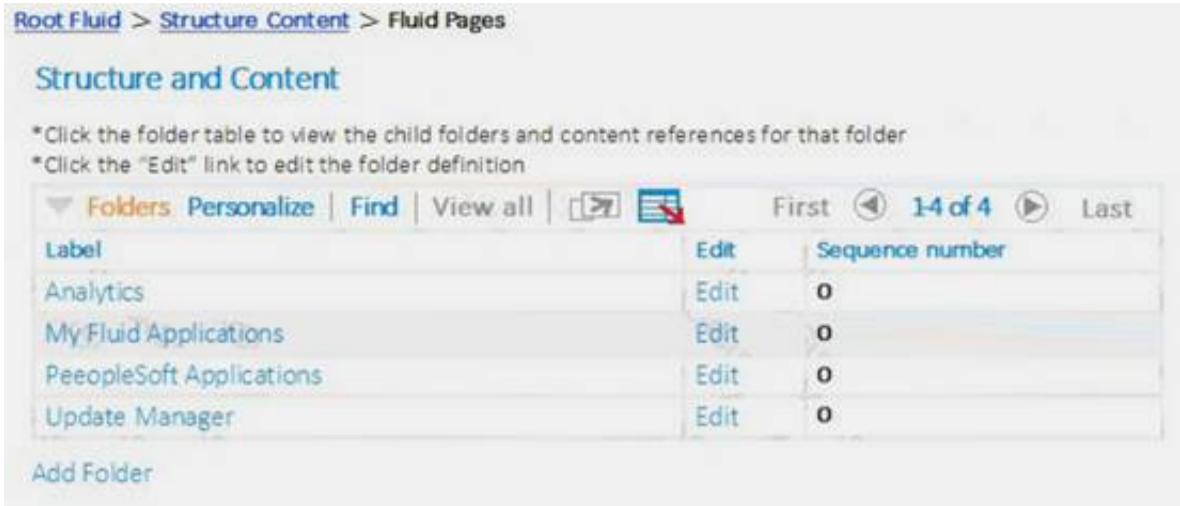 Root Fluid > Structure Content > Fluid Pages
Structure and Content
*Click the folder table to view the child folders and content references for that folder
*Click the "Edit" link to edit the folder definition
Folders Personalize | Find | View all | First 1-4 of 4 Last
Label Edit Sequence number
Analytics Edit 0
My Fluid Applications Edit 0
PeeopleSoft Applications Edit 0
Update Manager Edit 0
Add Folder